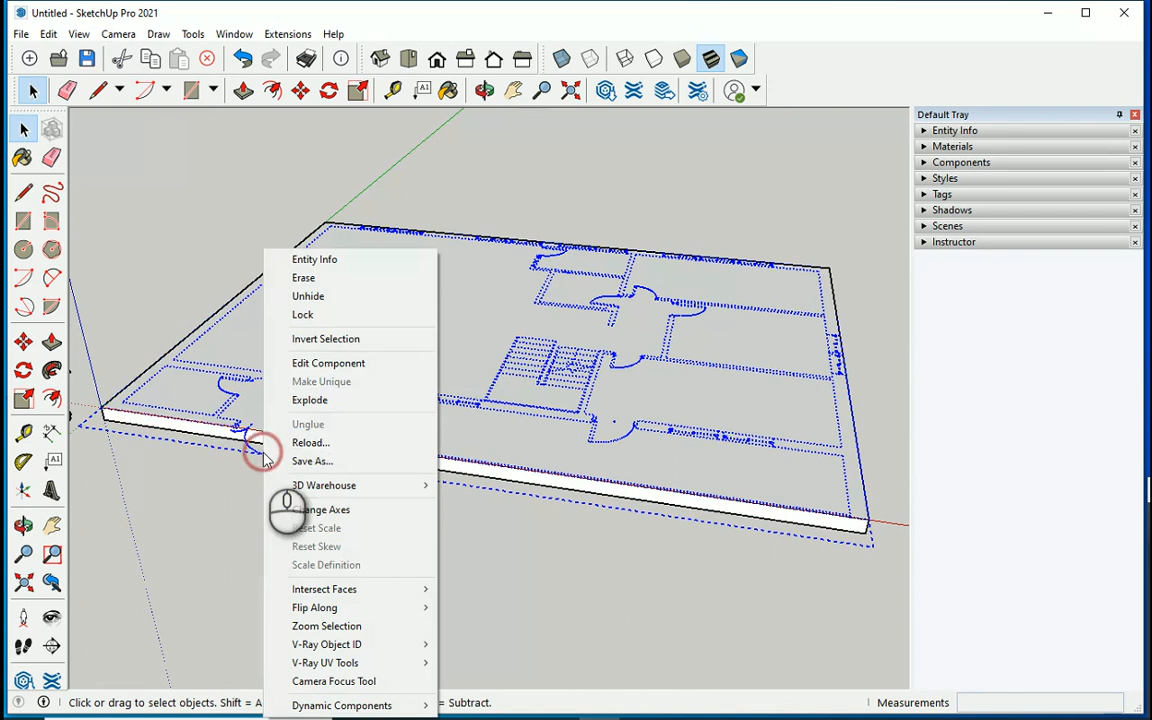 Untitled - SketchUp Pro 2021
File Edit View Camera Draw Tools Window Extensions Help
Default Tray
Entity Info
Materials
Components
Styles
Tags
Shadows
Scenes
Instructor
Entity Info
Erase
Unhide
Lock
Invert Selection
Edit Component
Make Unique
Explode
Unglue
Reload...
Save As...
3D Warehouse
Change Axes
Reset Scale
Reset Skew
Scale Definition
Intersect Faces
Flip Along
Zoom Selection
V-Ray Object ID
V-Ray UV Tools
Camera Focus Tool
Dynamic Components
Click or drag to select objects. Shift = A = Subtract. Measurements